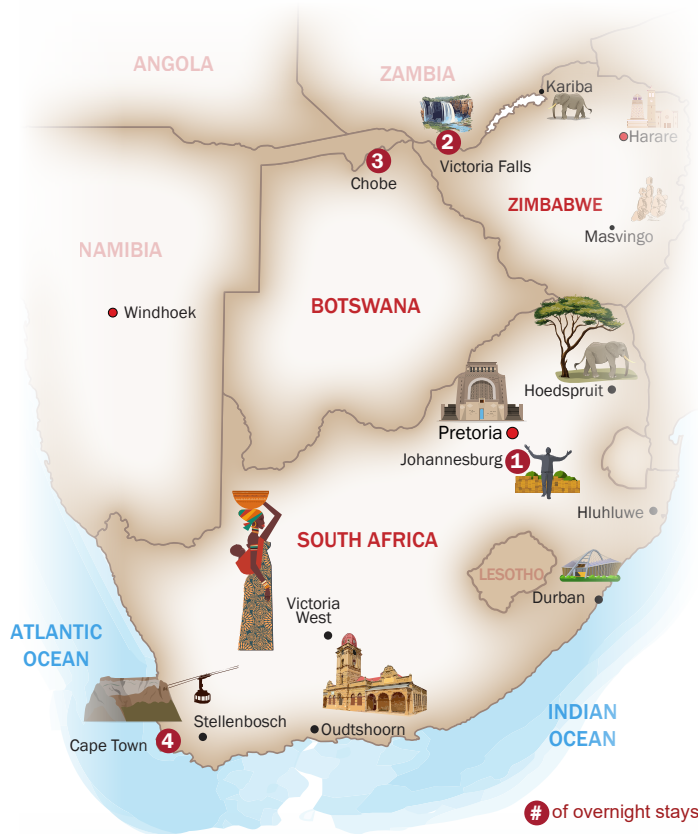 ANGOLA
ZAMBIA
Kariba
Harare
2
Victoria Falls
3
Chobe
ZIMBABWE
Masvingo
NAMIBIA
Windhoek
BOTSWANA
Hoedspruit
Pretoria
Johannesburg 1
Hluhluwe
SOUTH AFRICA
LESOTHO
Durban
Victoria
West
ATLANTIC
OCEAN
Stellenbosch
Oudtshoorn
Cape Town 4
INDIAN
OCEAN
# of overnight stays